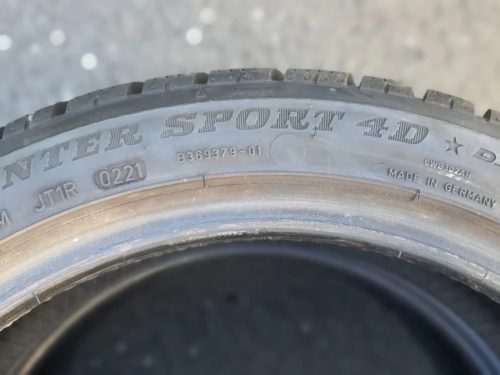 NTER SPORT 4D
M JT1R 0221 B369379-01
MADE IN GERMANY